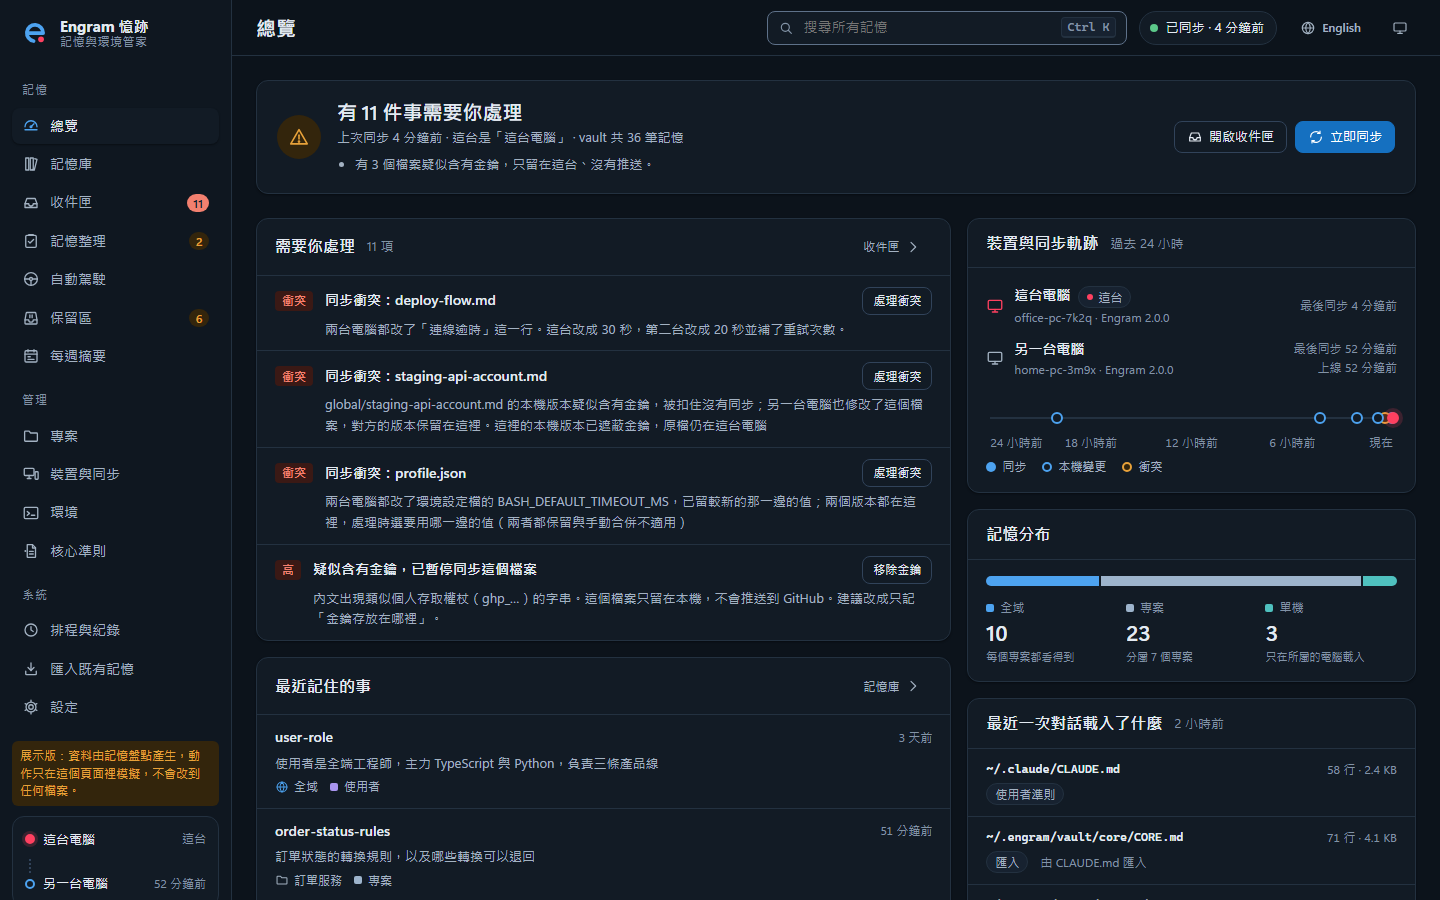 Engram 憶跡
記憶與環境管家
記憶
總覽
記憶庫
收件匣
11
記憶整理
2
自動駕駛
保留區
6
每週摘要
管理
專案
裝置與同步
環境
核心準則
系統
排程與紀錄
匯入既有記憶
設定
展示版：資料由記憶盤點產生，動
作只在這個頁面裡模擬，不會改到
任何檔案。
這台電腦
這台
另一台電腦
52 分鐘前
總覽
搜尋所有記憶
Ctrl K
已同步 · 4 分鐘前
English
有 11 件事需要你處理
上次同步 4 分鐘前 · 這台是「這台電腦」 · vault 共 36 筆記憶
有 3 個檔案疑似含有金鑰，只留在這台、沒有推送。
開啟收件匣
立即同步
需要你處理
11 項
收件匣
衝突
同步衝突：deploy-flow.md
處理衝突
兩台電腦都改了「連線逾時」這一行。這台改成 30 秒，第二台改成 20 秒並補了重試次數。
衝突
同步衝突：staging-api-account.md
處理衝突
global/staging-api-account.md 的本機版本疑似含有金鑰，被扣住沒有同步；另一台電腦也修改了這個檔
案，對方的版本保留在這裡。這裡的本機版本已遮蔽金鑰，原檔仍在這台電腦
衝突
同步衝突：profile.json
處理衝突
兩台電腦都改了環境設定檔的 BASH_DEFAULT_TIMEOUT_MS，已留較新的那一邊的值；兩個版本都在這
裡，處理時選要用哪一邊的值（兩者都保留與手動合併不適用）
高
疑似含有金鑰，已暫停同步這個檔案
移除金鑰
內文出現類似個人存取權杖（ghp_…）的字串。這個檔案只留在本機，不會推送到 GitHub。建議改成只記
「金鑰存放在哪裡」。
最近記住的事
記憶庫
user-role
3 天前
使用者是全端工程師，主力 TypeScript 與 Python，負責三條產品線
全域
使用者
order-status-rules
51 分鐘前
訂單狀態的轉換規則，以及哪些轉換可以退回
訂單服務
專案
裝置與同步軌跡
過去 24 小時
這台電腦
這台
office-pc-7k2q · Engram 2.0.0
最後同步 4 分鐘前
另一台電腦
home-pc-3m9x · Engram 2.0.0
最後同步 52 分鐘前
上線 52 分鐘前
24 小時前
18 小時前
12 小時前
6 小時前
現在
同步
本機變更
衝突
記憶分布
全域
10
每個專案都看得到
專案
23
分屬 7 個專案
單機
3
只在所屬的電腦載入
最近一次對話載入了什麼
2 小時前
~/.claude/CLAUDE.md
58 行 · 2.4 KB
使用者準則
~/.engram/vault/core/CORE.md
71 行 · 4.1 KB
匯入
由 CLAUDE.md 匯入